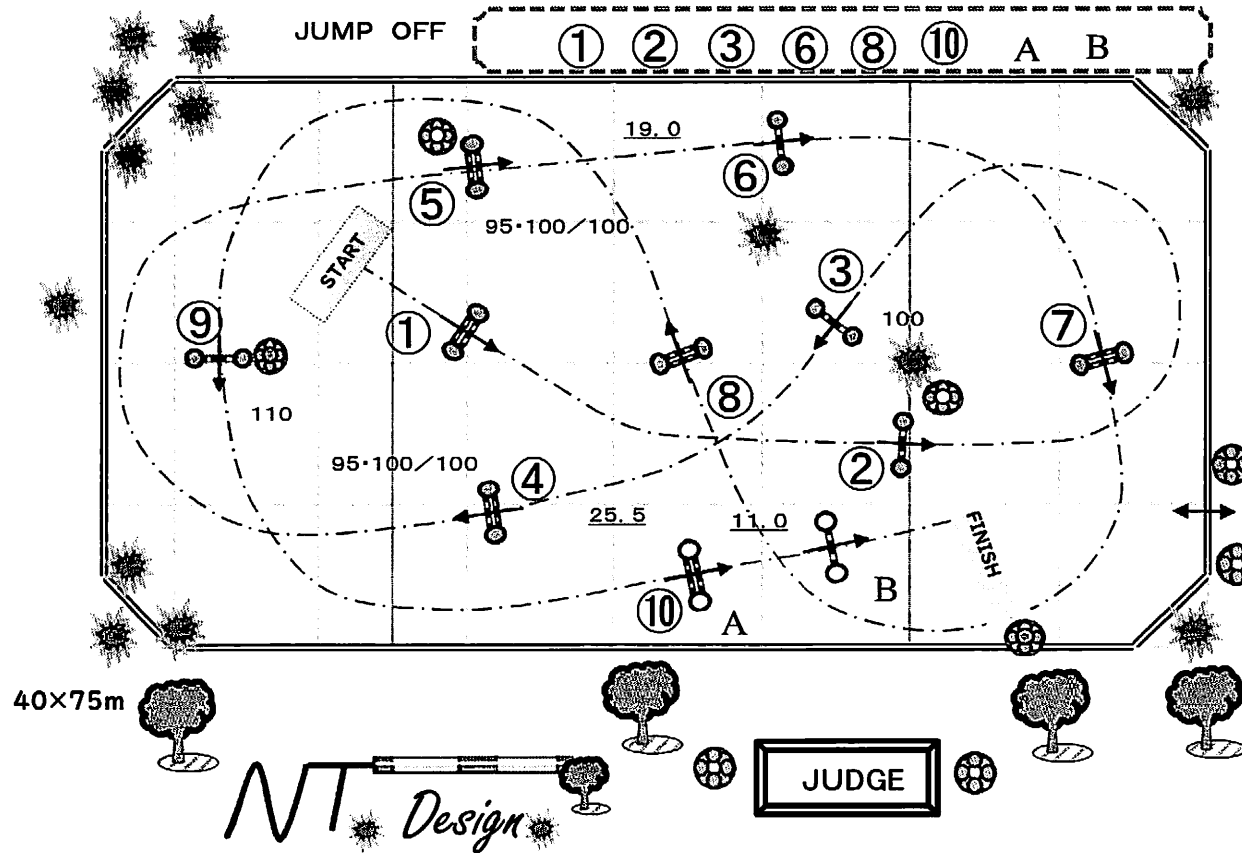 JUMP OFF ① ② ③ ⑥ ⑧ ⑩ A B
19.0
⑤
⑥
95・100/100
START
③
⑨
①
100
⑦
110
⑧
95・100/100
④
②
25.5
11.0
FINISH
⑩
A
B
40×75m
NT Design
JUDGE